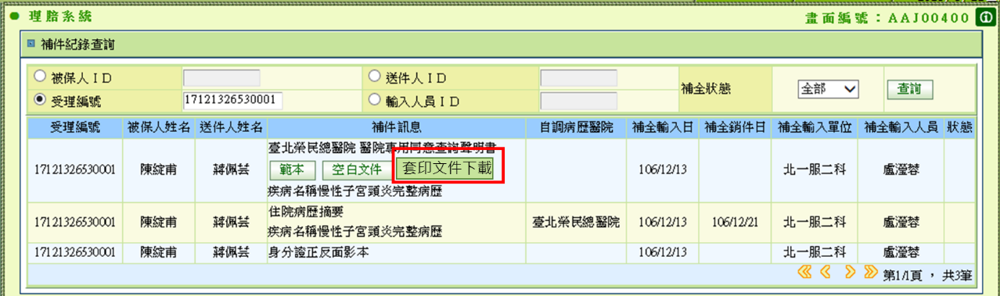 理賠系統
畫面編號：AAJ00400
補件紀錄查詢
被保人ID 送件人ID 補全狀態 全部 查詢
受理編號 17121326530001 輸入人員ID
受理編號 被保人姓名 送件人姓名 補件訊息 自調病歷醫院 補全輸入日 補全銷件日 補全輸入單位 補全輸入人員 狀態
臺北榮民總醫院 醫院專用同意查詢聲明書
17121326530001 陳綻甫 蔣佩芸 範本 空白文件 套印文件下載 106/12/13 北一服二科 盧瀅蓉
疾病名稱慢性子宮頸炎完整病歷
住院病歷摘要
17121326530001 陳綻甫 蔣佩芸 臺北榮民總醫院 106/12/13 106/12/21 北一服二科 盧瀅蓉
疾病名稱慢性子宮頸炎完整病歷
17121326530001 陳綻甫 蔣佩芸 身分證正反面影本 106/12/13 北一服二科 盧瀅蓉
第1/1頁，共3筆